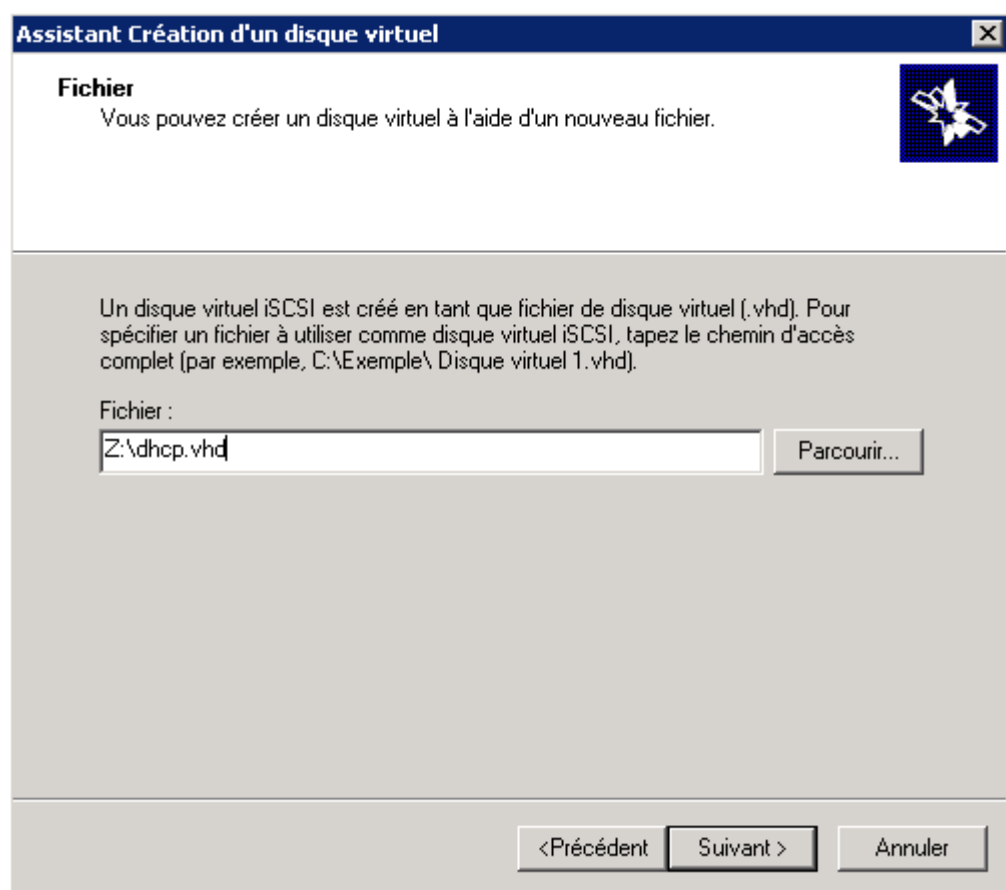 Assistant Création d'un disque virtuel
Fichier
Vous pouvez créer un disque virtuel à l'aide d'un nouveau fichier.
Un disque virtuel iSCSI est créé en tant que fichier de disque virtuel (.vhd). Pour
spécifier un fichier à utiliser comme disque virtuel iSCSI, tapez le chemin d'accès
complet (par exemple, C:\Exemple\ Disque virtuel 1.vhd).
Fichier :
Z:\dhcp.vhd
Parcourir...
<Précédent
Suivant >
Annuler